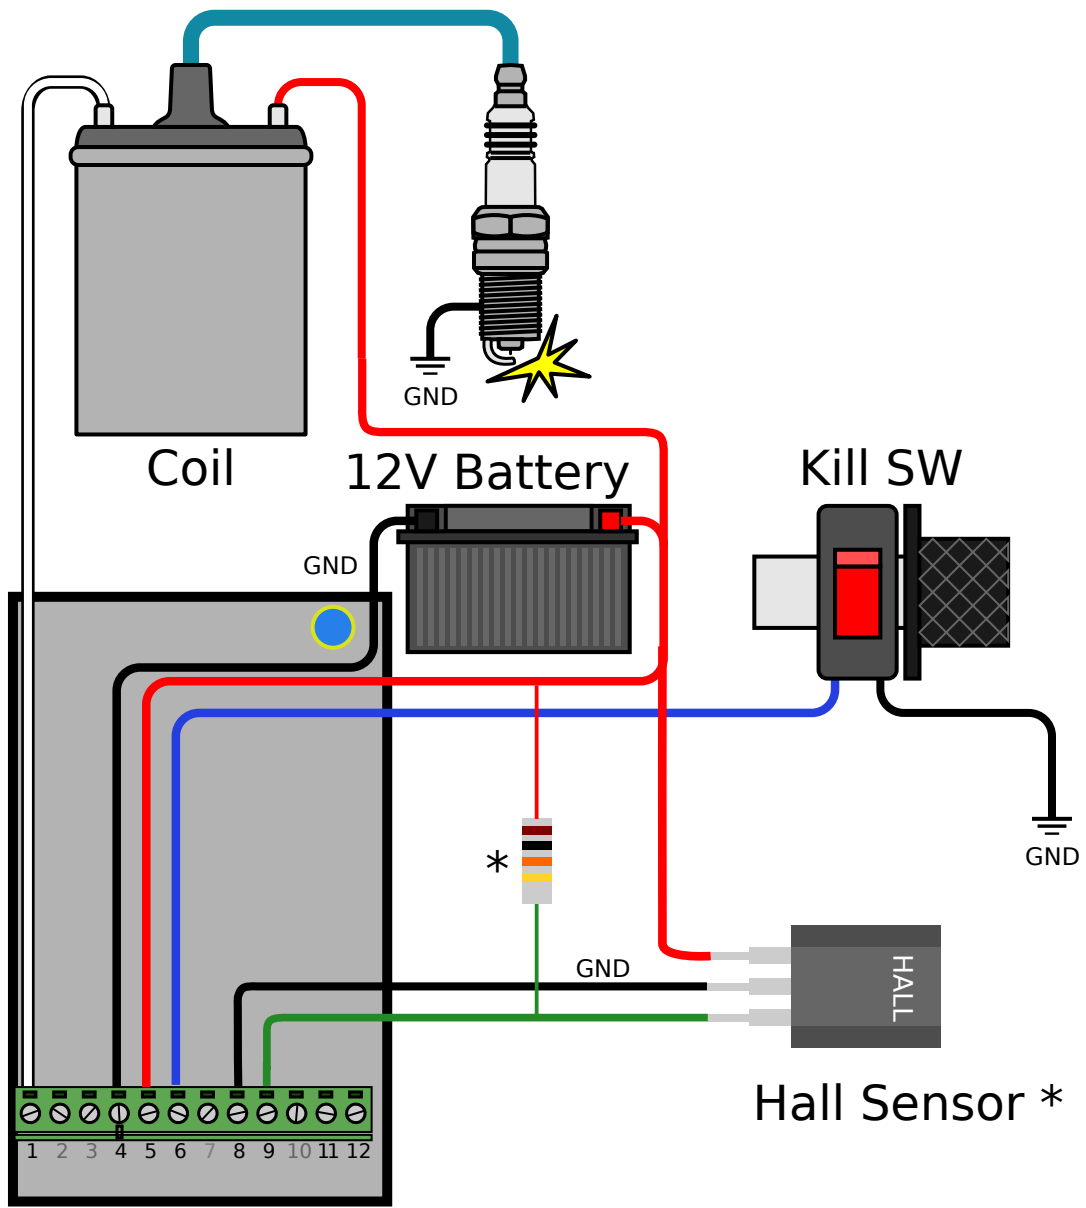 GND
Coil
12V Battery
Kill SW
GND
GND
*
GND
HALL
Hall Sensor *
1 2 3 4 5 6 7 8 9 10 11 12